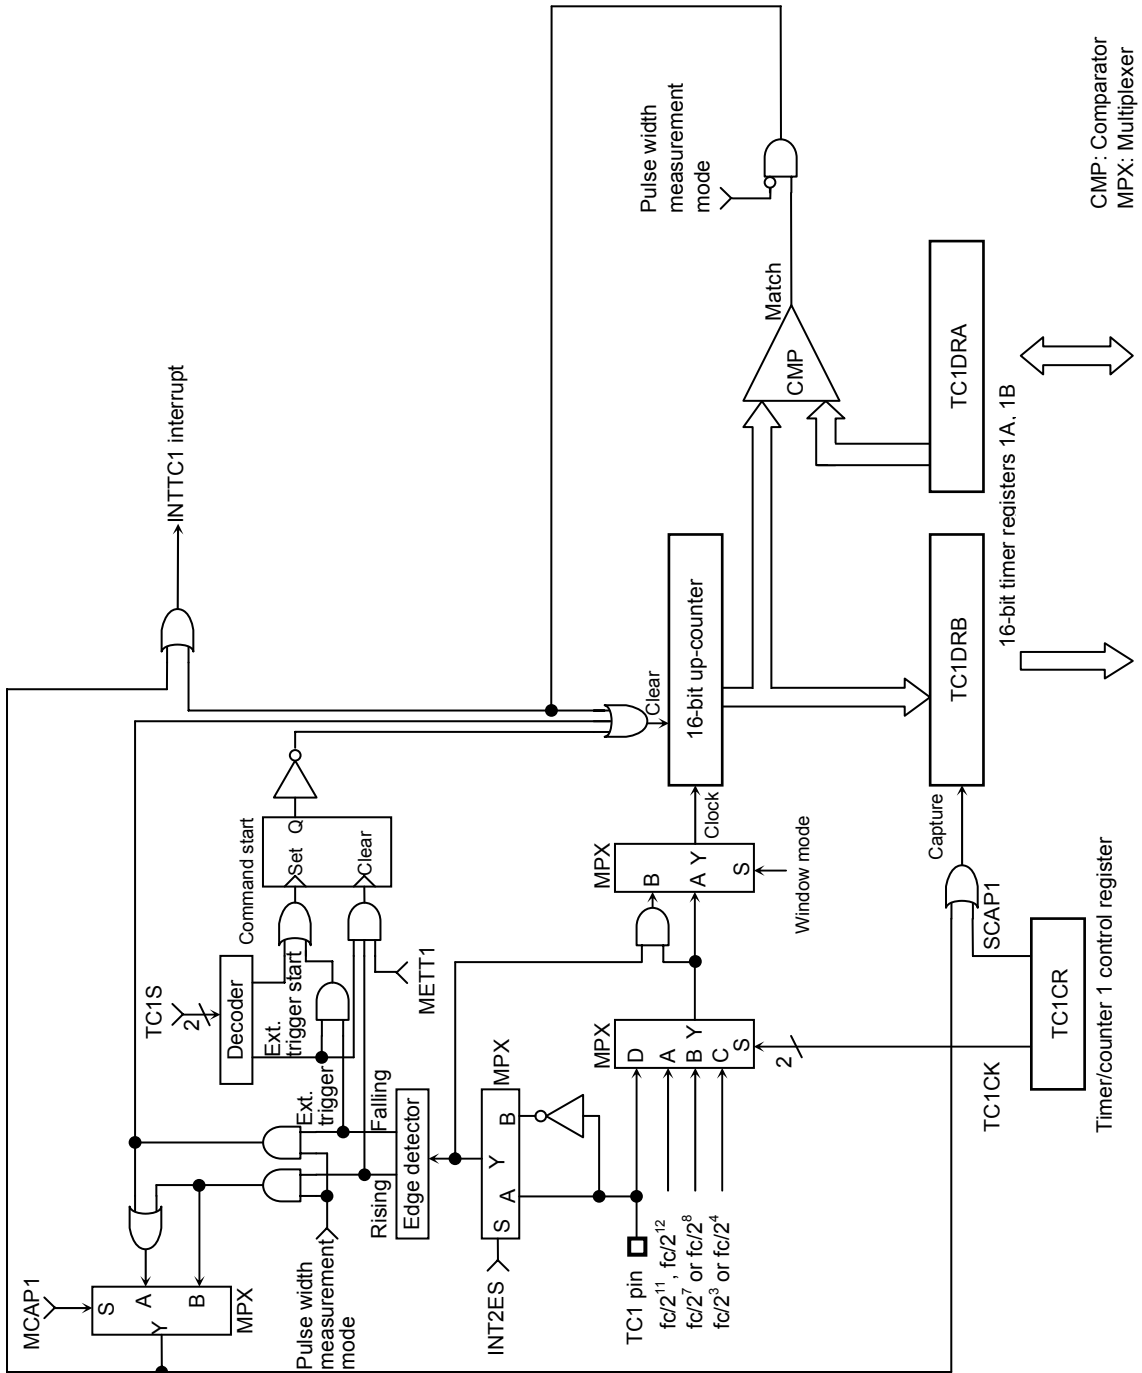 MCAP1
S
A
B
Y
MPX
Pulse width
measurement
mode
Rising
Falling
Edge detector
Ext.
trigger
TC1S
2
Decoder
Ext.
trigger start
Command start
Set
Q
Clear
METT1
INTTC1 interrupt
INT2ES
S
A
Y
B
MPX
TC1 pin
fc/2¹¹, fc/2¹²
fc/2⁷ or fc/2⁸
fc/2³ or fc/2⁴
MPX
D
A
B
C
Y
S
2
MPX
B
A
Y
S
Window mode
Clock
Clear
16-bit up-counter
CMP
Match
Pulse width
measurement
mode
TC1CK
TC1CR
Timer/counter 1 control register
SCAP1
Capture
TC1DRB
TC1DRA
16-bit timer registers 1A, 1B
CMP: Comparator
MPX: Multiplexer